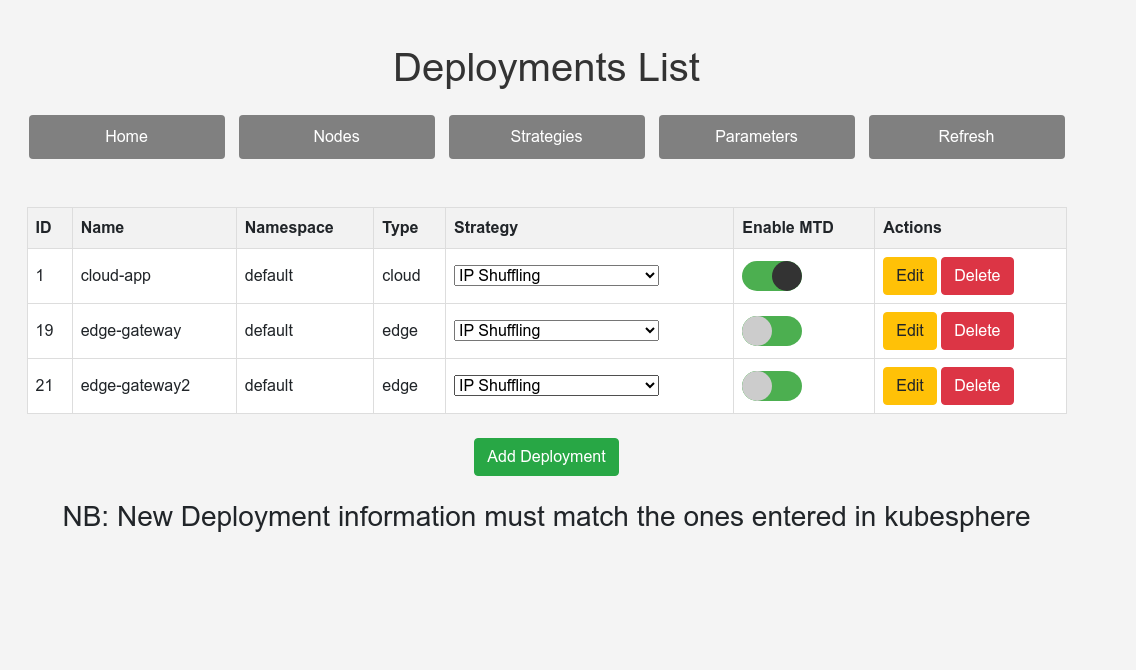 Deployments List
Home Nodes Strategies Parameters Refresh
ID Name Namespace Type Strategy Enable MTD Actions
1 cloud-app default cloud IP Shuffling Edit Delete
19 edge-gateway default edge IP Shuffling Edit Delete
21 edge-gateway2 default edge IP Shuffling Edit Delete
Add Deployment
NB: New Deployment information must match the ones entered in kubesphere